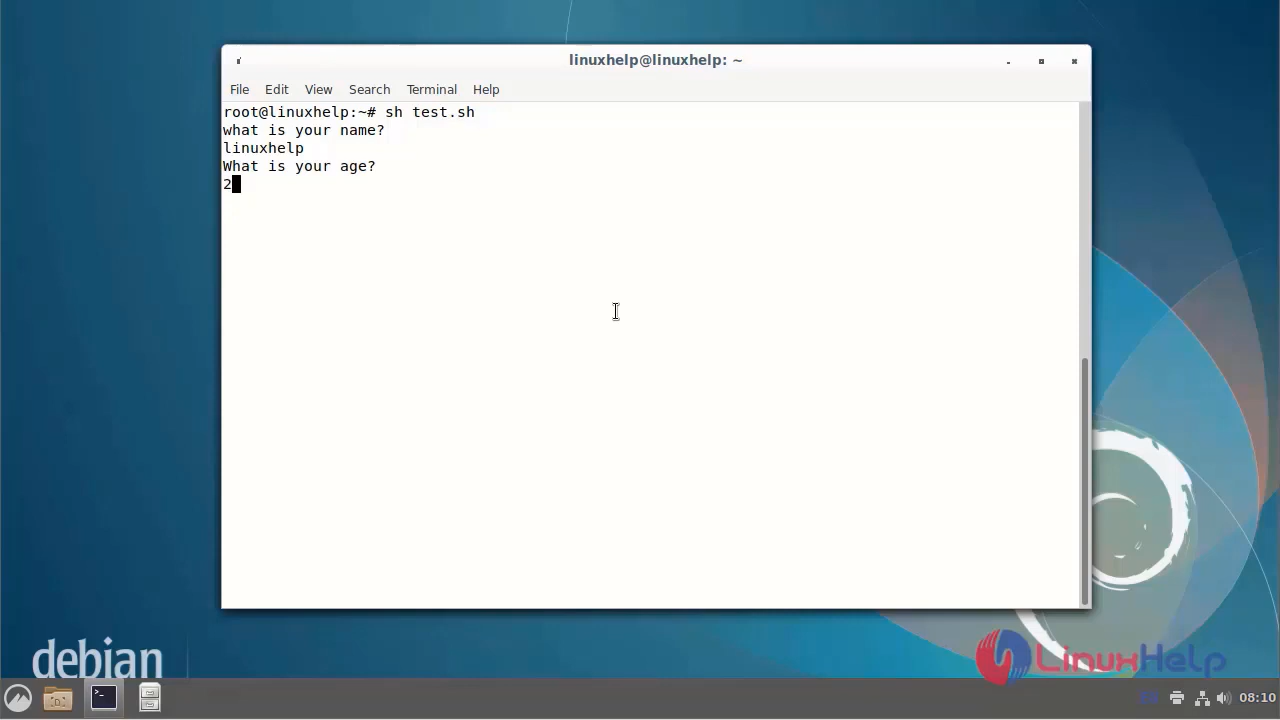 linuxhelp@linuxhelp: ~
File Edit View Search Terminal Help
root@linuxhelp:~# sh test.sh
what is your name?
linuxhelp
What is your age?
2
debian
LinuxHelp
08:10